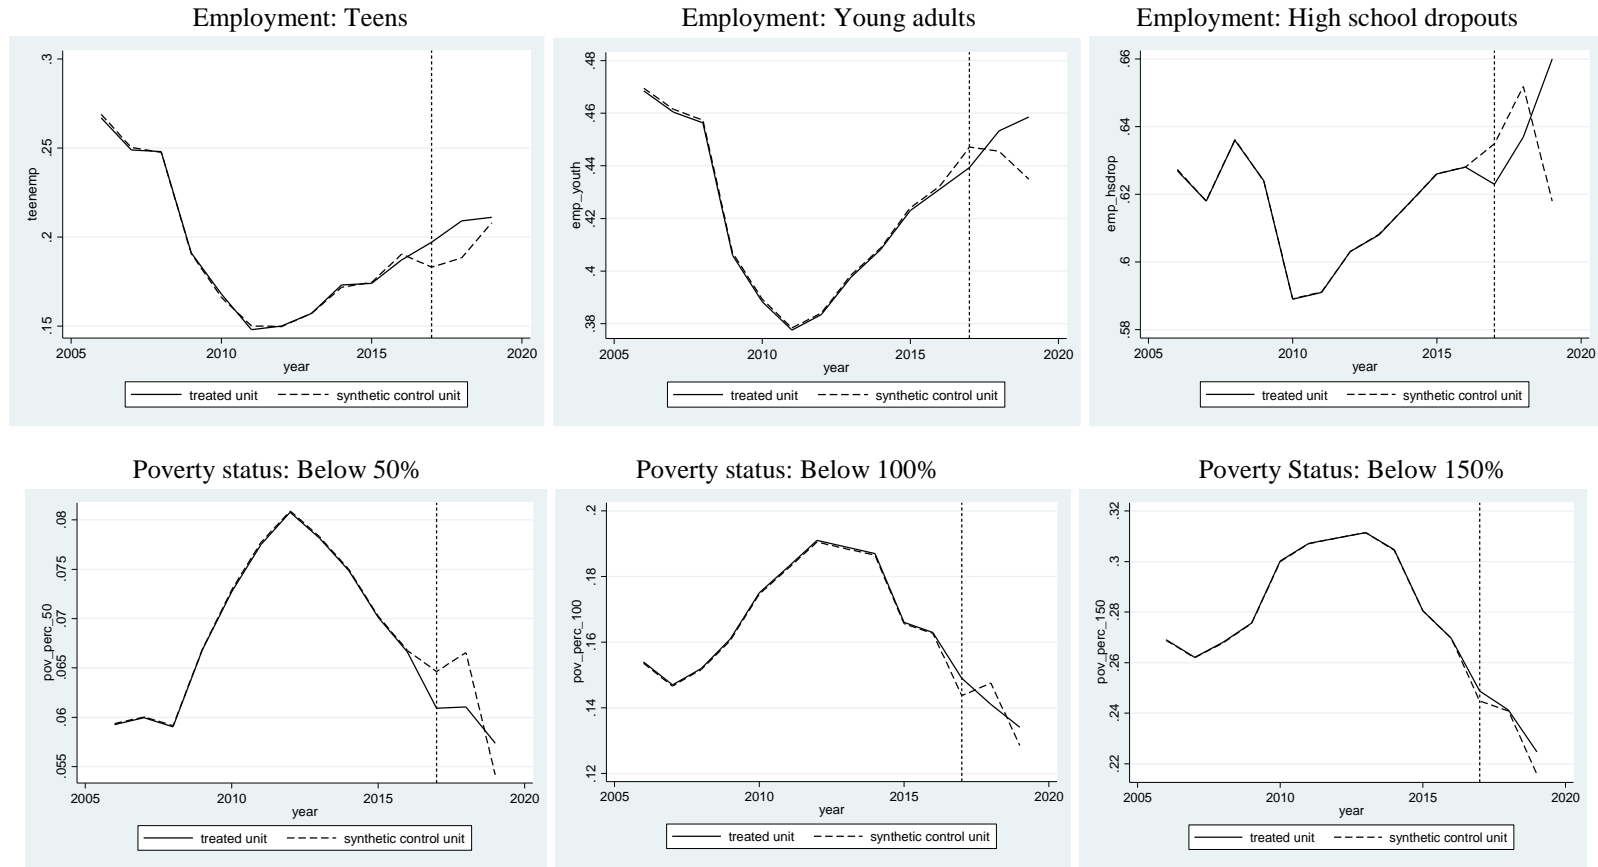 Employment: Teens
Employment: Young adults
Employment: High school dropouts
teenemp
.3
.25
.2
.15
2005 2010 2015 2020
year
treated unit synthetic control unit
emp_youth
.48
.46
.44
.42
.4
.38
2005 2010 2015 2020
year
treated unit synthetic control unit
emp_hsdrop
.66
.64
.62
.6
.58
2005 2010 2015 2020
year
treated unit synthetic control unit
Poverty status: Below 50%
Poverty status: Below 100%
Poverty Status: Below 150%
pov_perc_50
.08
.075
.07
.065
.06
.055
2005 2010 2015 2020
year
treated unit synthetic control unit
pov_perc_100
.2
.18
.16
.14
.12
2005 2010 2015 2020
year
treated unit synthetic control unit
pov_perc_150
.32
.3
.28
.26
.24
.22
2005 2010 2015 2020
year
treated unit synthetic control unit